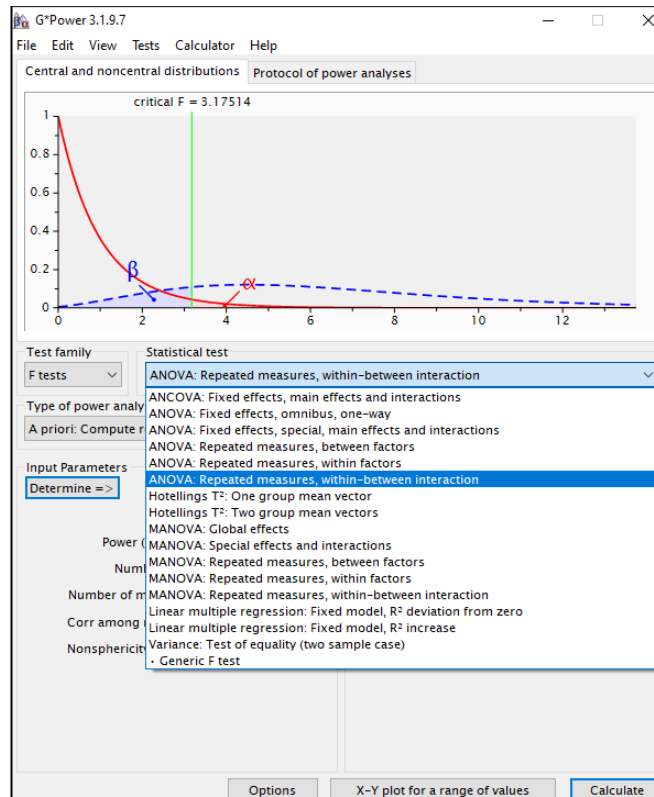 G*Power 3.1.9.7
File Edit View Tests Calculator Help
Central and noncentral distributions Protocol of power analyses
critical F = 3.17514
1
0.8
0.6
0.4
0.2
0
β
α
0 2 4 6 8 10 12
Test family Statistical test
F tests ANOVA: Repeated measures, within-between interaction
Type of power analy
A priori: Compute r
ANCOVA: Fixed effects, main effects and interactions
ANOVA: Fixed effects, omnibus, one-way
ANOVA: Fixed effects, special, main effects and interactions
ANOVA: Repeated measures, between factors
ANOVA: Repeated measures, within factors
ANOVA: Repeated measures, within-between interaction
Hotellings T²: One group mean vector
Hotellings T²: Two group mean vectors
MANOVA: Global effects
MANOVA: Special effects and interactions
MANOVA: Repeated measures, between factors
MANOVA: Repeated measures, within factors
MANOVA: Repeated measures, within-between interaction
Linear multiple regression: Fixed model, R² deviation from zero
Linear multiple regression: Fixed model, R² increase
Variance: Test of equality (two sample case)
· Generic F test
Input Parameters
Determine =>
Power (
Num
Number of m
Corr among
Nonsphericit
Options X-Y plot for a range of values Calculate